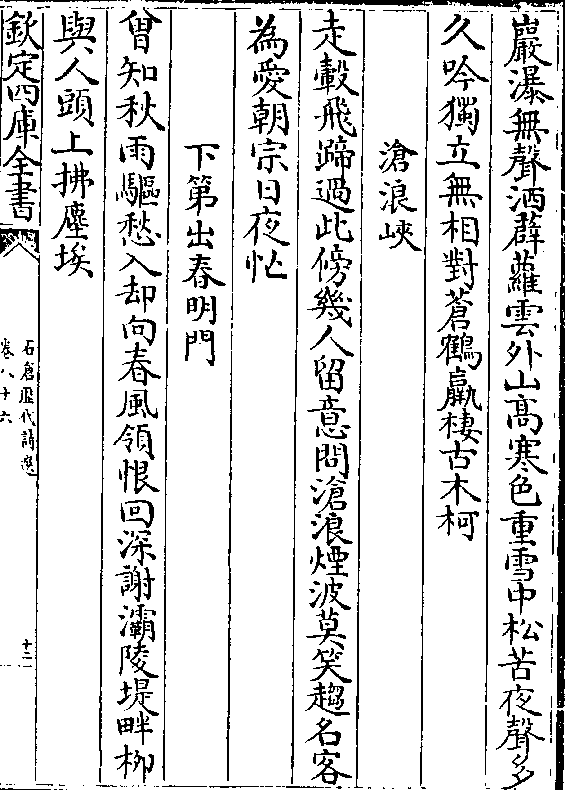 巖瀑無聲洒薜蘿雲外山高寒色重雪中松苦夜聲多
久吟獨立無相對蒼鶴羸棲古木柯
滄浪峽
走轂飛蹄過此傍幾人留意問滄浪煙波莫笑趨名客
為愛朝宗日夜忙
下第出春明門
曾知秋雨驅愁入却向春風領恨回深謝灞陵堤畔柳
與人頭上拂塵埃
欽定四庫全書
石倉歷代詩選
卷八十六
十二